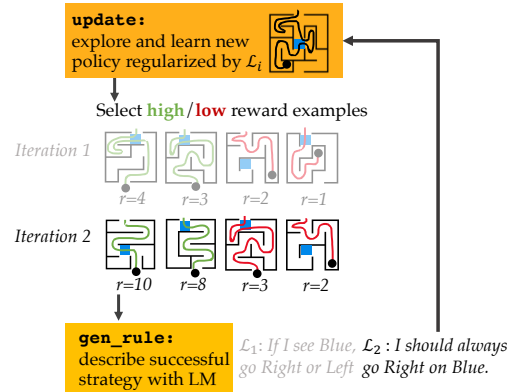 update:
explore and learn new
policy regularized by ℒᵢ
Select high/low reward examples
Iteration 1
r=4 r=3 r=2 r=1
Iteration 2
r=10 r=8 r=3 r=2
gen_rule:
describe successful
strategy with LM
ℒ₁: If I see Blue,
go Right or Left
ℒ₂ : I should always
go Right on Blue.